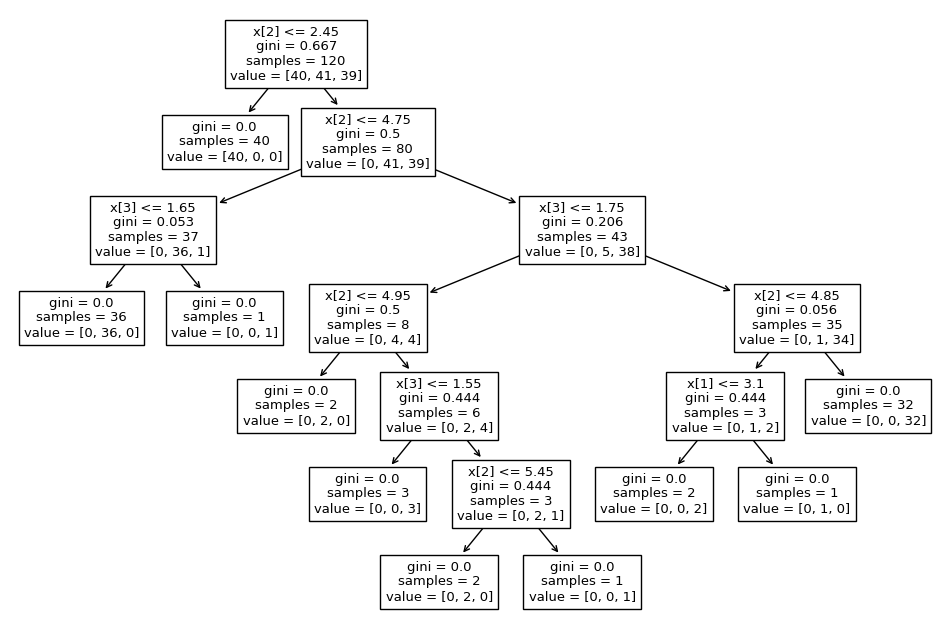 x[2] <= 2.45
gini = 0.667
samples = 120
value = [40, 41, 39]
gini = 0.0
samples = 40
value = [40, 0, 0]
x[2] <= 4.75
gini = 0.5
samples = 80
value = [0, 41, 39]
x[3] <= 1.65
gini = 0.053
samples = 37
value = [0, 36, 1]
x[3] <= 1.75
gini = 0.206
samples = 43
value = [0, 5, 38]
gini = 0.0
samples = 36
value = [0, 36, 0]
gini = 0.0
samples = 1
value = [0, 0, 1]
x[2] <= 4.95
gini = 0.5
samples = 8
value = [0, 4, 4]
x[2] <= 4.85
gini = 0.056
samples = 35
value = [0, 1, 34]
gini = 0.0
samples = 2
value = [0, 2, 0]
x[3] <= 1.55
gini = 0.444
samples = 6
value = [0, 2, 4]
x[1] <= 3.1
gini = 0.444
samples = 3
value = [0, 1, 2]
gini = 0.0
samples = 32
value = [0, 0, 32]
gini = 0.0
samples = 3
value = [0, 0, 3]
x[2] <= 5.45
gini = 0.444
samples = 3
value = [0, 2, 1]
gini = 0.0
samples = 2
value = [0, 0, 2]
gini = 0.0
samples = 1
value = [0, 1, 0]
gini = 0.0
samples = 2
value = [0, 2, 0]
gini = 0.0
samples = 1
value = [0, 0, 1]